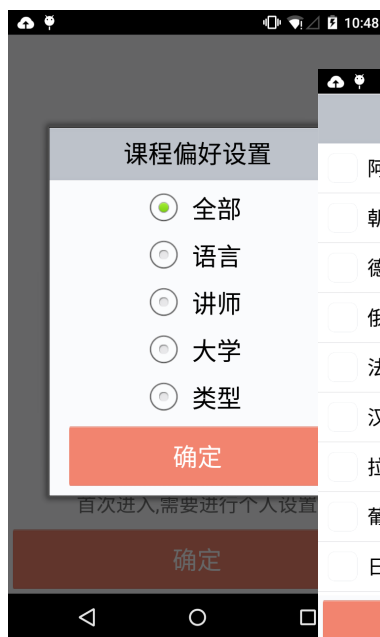 10:48
课程偏好设置
全部
语言
讲师
大学
类型
确定
首次进入,需要进行个人设置
确定
阿
朝
德
俄
法
汉
拉
葡
日